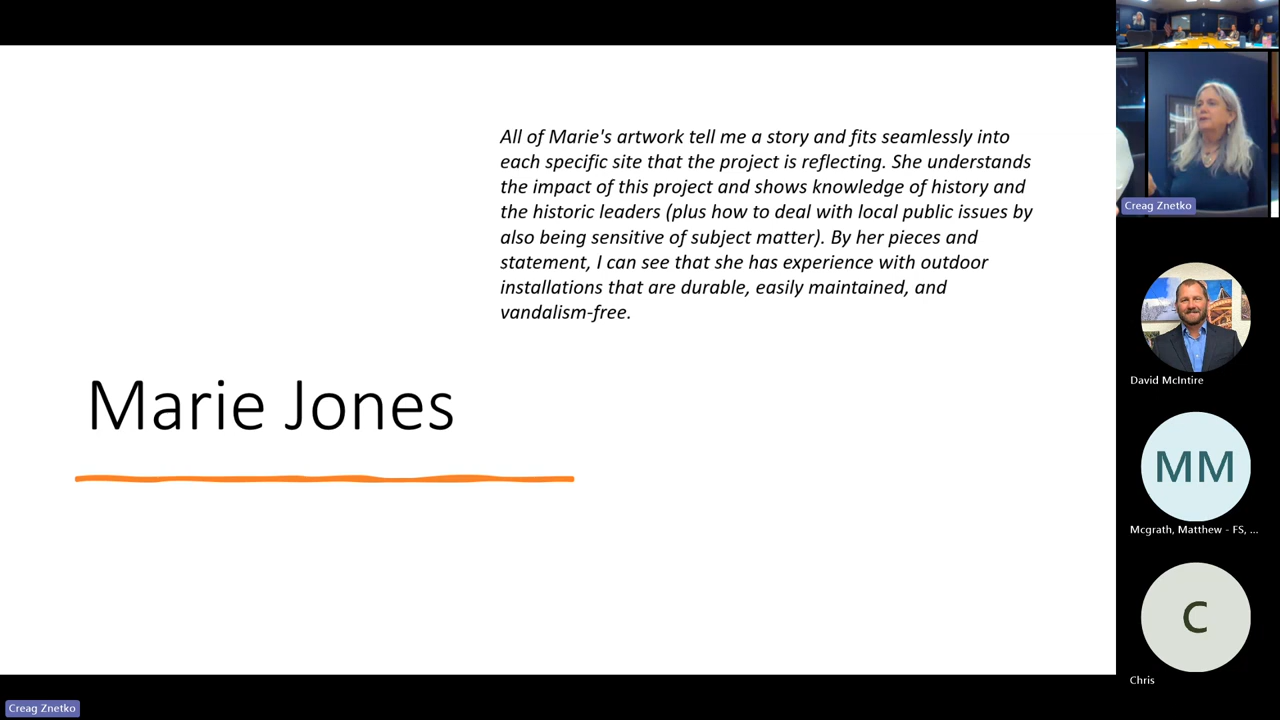 All of Marie's artwork tell me a story and fits seamlessly into
each specific site that the project is reflecting. She understands
the impact of this project and shows knowledge of history and
the historic leaders (plus how to deal with local public issues by
also being sensitive of subject matter). By her pieces and
statement, I can see that she has experience with outdoor
installations that are durable, easily maintained, and
vandalism-free.
Marie Jones
Creag Znetko
David McIntire
MM
Mcgrath, Matthew - FS, ...
C
Chris
Creag Znetko